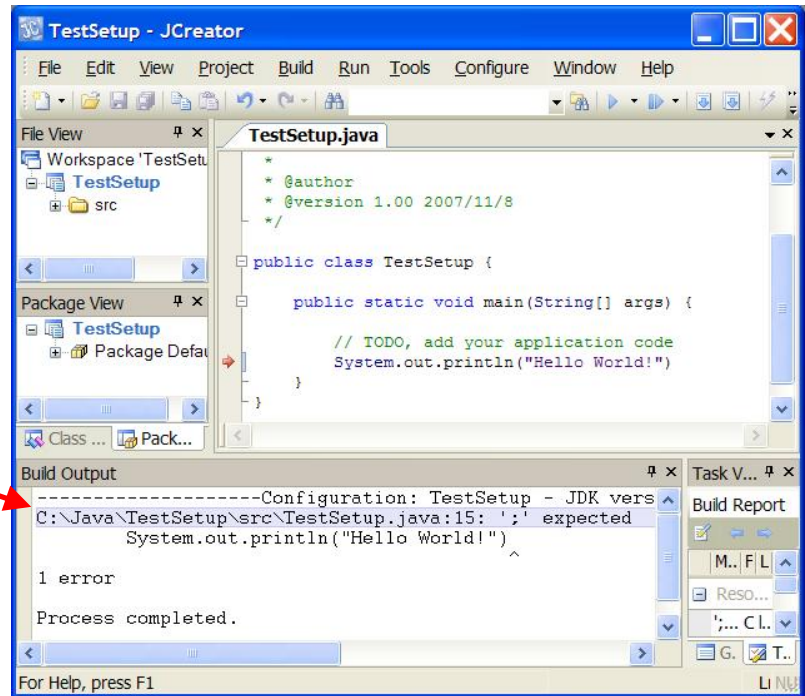 TestSetup - JCreator
File Edit View Project Build Run Tools Configure Window Help
File View
Workspace 'TestSetu
TestSetup
src
Package View
TestSetup
Package Defau
Class ... Pack...
TestSetup.java
*
* @author
* @version 1.00 2007/11/8
*/
public class TestSetup {
public static void main(String[] args) {
// TODO, add your application code
System.out.println("Hello World!")
}
}
Build Output
--------------------Configuration: TestSetup - JDK vers
C:\Java\TestSetup\src\TestSetup.java:15: ';' expected
System.out.println("Hello World!")
^
1 error
Process completed.
Task V...
Build Report
M.. F L
Reso...
';... C l..
G. T..
For Help, press F1